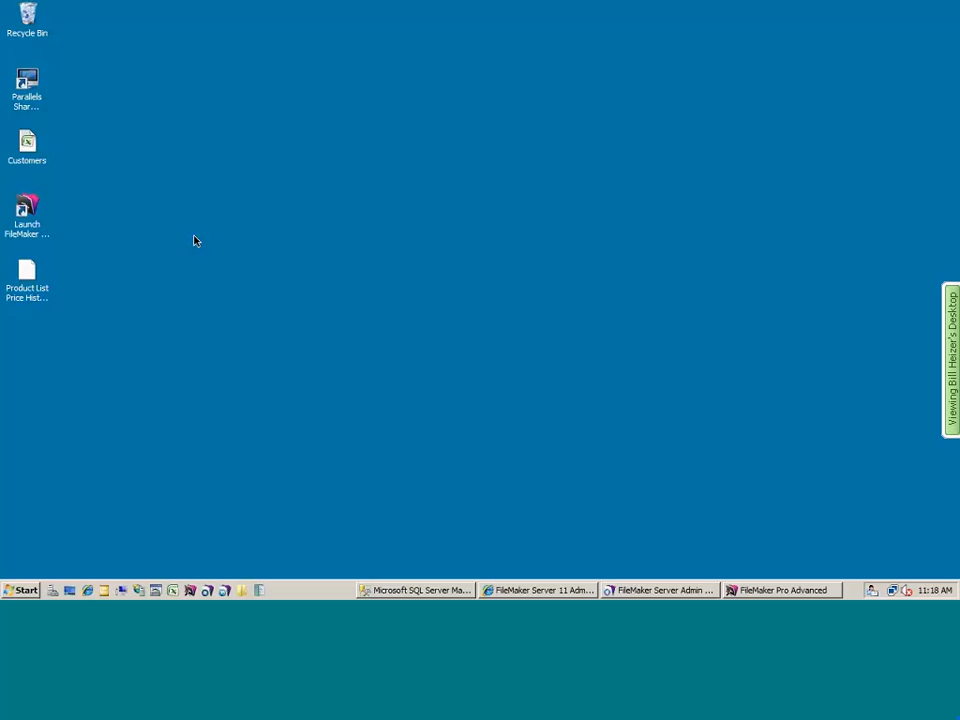 Recycle Bin
Parallels
Shar...
Customers
Launch
FileMaker ...
Product List
Price Hist...
Viewing Bill Heizer's Desktop
Start
Microsoft SQL Server Ma...
FileMaker Server 11 Adm...
FileMaker Server Admin ...
FileMaker Pro Advanced
11:18 AM